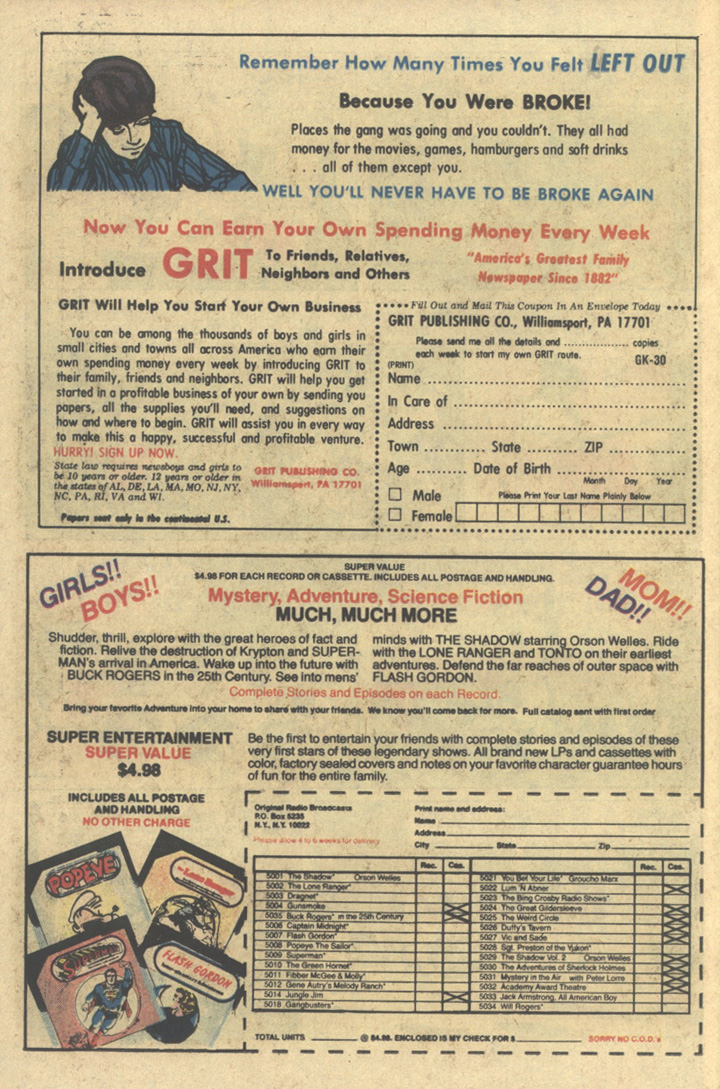 Remember How Many Times You Felt LEFT OUT
Because You Were BROKE!
Places the gang was going and you couldn't. They all had
money for the movies, games, hamburgers and soft drinks
. . . all of them except you.
WELL YOU'LL NEVER HAVE TO BE BROKE AGAIN
Now You Can Earn Your Own Spending Money Every Week
Introduce GRIT To Friends, Relatives,
Neighbors and Others
"America's Greatest Family
Newspaper Since 1882"
GRIT Will Help You Start Your Own Business
You can be among the thousands of boys and girls in
small cities and towns all across America who earn their
own spending money every week by introducing GRIT to
their family, friends and neighbors. GRIT will help you get
started in a profitable business of your own by sending you
papers, all the supplies you'll need, and suggestions on
how and where to begin. GRIT will assist you in every way
to make this a happy, successful and profitable venture.
HURRY! SIGN UP NOW.
State law requires newsboys and girls to
be 10 years or older. 12 years or older in
the states of AL, DE, LA, MA, MO, NJ, NY,
NC, PA, RI, VA and WI.
GRIT PUBLISHING CO.
Williamsport, PA 17701
Papers sent only in the continental U.S.
Fill Out and Mail This Coupon In An Envelope Today
GRIT PUBLISHING CO., Williamsport, PA 17701
Please send me all the details and .................. copies
each week to start my own GRIT route.
GK-30
(PRINT)
Name
In Care of
Address
Town ........... State ........... ZIP
Age .......... Date of Birth
Month Day Year
Male
Please Print Your Last Name Plainly Below
Female
SUPER VALUE
$4.98 FOR EACH RECORD OR CASSETTE. INCLUDES ALL POSTAGE AND HANDLING.
GIRLS!!
BOYS!!
MOM!!
DAD!!
Mystery, Adventure, Science Fiction
MUCH, MUCH MORE
Shudder, thrill, explore with the great heroes of fact and
fiction. Relive the destruction of Krypton and SUPER-
MAN's arrival in America. Wake up into the future with
BUCK ROGERS in the 25th Century. See into mens'
minds with THE SHADOW starring Orson Welles. Ride
with the LONE RANGER and TONTO on their earliest
adventures. Defend the far reaches of outer space with
FLASH GORDON.
Complete Stories and Episodes on each Record.
Bring your favorite Adventure into your home to share with your friends. We know you'll come back for more. Full catalog sent with first order
SUPER ENTERTAINMENT
SUPER VALUE
$4.98
INCLUDES ALL POSTAGE
AND HANDLING
NO OTHER CHARGE
Be the first to entertain your friends with complete stories and episodes of these
very first stars of these legendary shows. All brand new LPs and cassettes with
color, factory sealed covers and notes on your favorite character guarantee hours
of fun for the entire family.
POPEYE
The Lone Ranger
Superman
FLASH GORDON
Original Radio Broadcasts
P.O. Box 5235
N.Y., N.Y. 10022
Please allow 4 to 6 weeks for delivery
Print name and address:
Name
Address
City State Zip
Rec. Cas.
5001 The Shadow* Orson Welles
5002 The Lone Ranger*
5003 Dragnet*
5004 Gunsmoke
5035 Buck Rogers* in the 25th Century
5006 Captain Midnight*
5007 Flash Gordon*
5008 Popeye The Sailor*
5009 Superman*
5010 The Green Hornet*
5011 Fibber McGee & Molly*
5012 Gene Autry's Melody Ranch*
5014 Jungle Jim
5018 Gangbusters*
Rec. Cas.
5021 You Bet Your Life* Groucho Marx
5022 Lum 'N Abner
5023 The Bing Crosby Radio Shows*
5024 The Great Gildersleeve
5025 The Weird Circle
5026 Duffy's Tavern
5027 Vic and Sade
5028 Sgt. Preston of the Yukon*
5029 The Shadow Vol. 2 Orson Welles
5030 The Adventures of Sherlock Holmes
5031 Mystery in the Air with Peter Lorre
5032 Academy Award Theatre
5033 Jack Armstrong, All American Boy
5034 Will Rogers*
TOTAL UNITS @ $4.98. ENCLOSED IS MY CHECK FOR $ SORRY NO C.O.D.'s